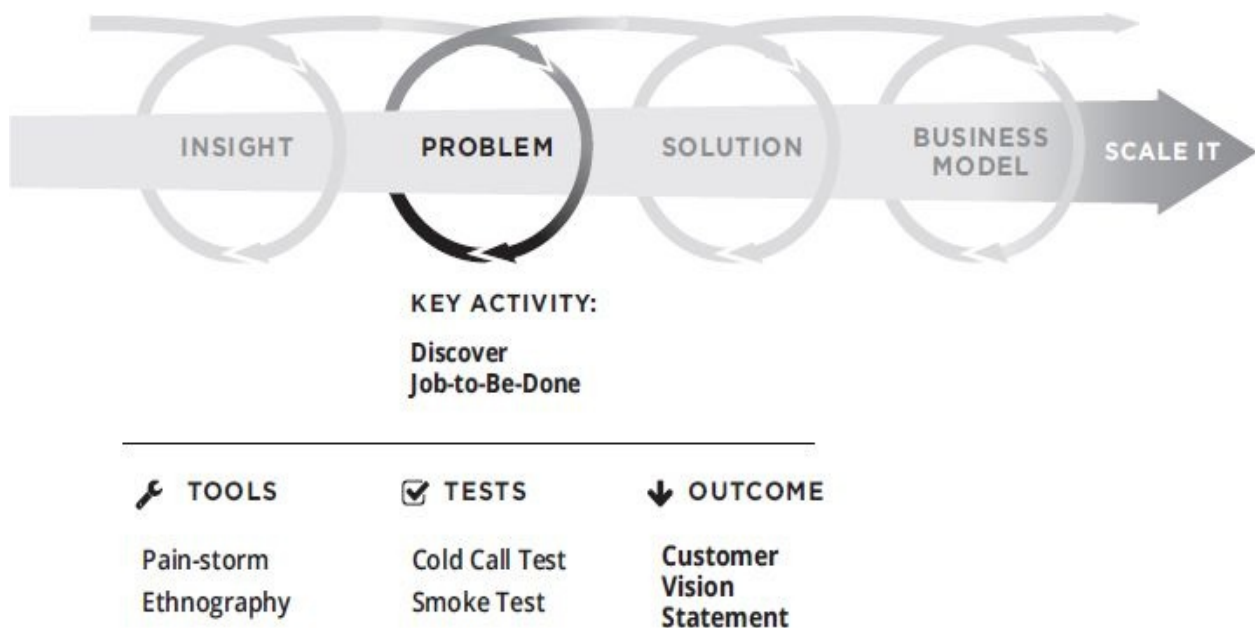 INSIGHT
PROBLEM
SOLUTION
BUSINESS
MODEL
SCALE IT
KEY ACTIVITY:
Discover
Job-to-Be-Done
TOOLS
TESTS
OUTCOME
Pain-storm
Ethnography
Cold Call Test
Smoke Test
Customer
Vision
Statement